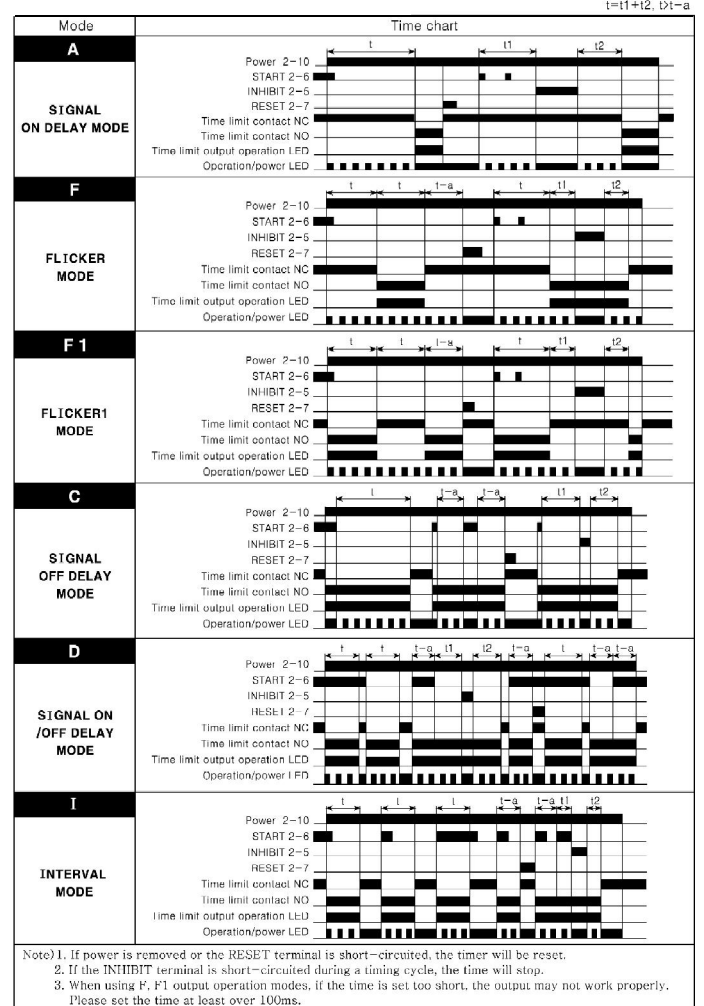 t=t1+t2, t>t-a
Mode Time chart
A
SIGNAL
ON DELAY MODE
t t1 t2
Power 2-10
START 2-6
INHIBIT 2-5
RESET 2-7
Time limit contact NC
Time limit contact NO
Time limit output operation LED
Operation/power LED
F
FLICKER
MODE
t t t-a t t1 t2
Power 2-10
START 2-6
INHIBIT 2-5
RESET 2-7
Time limit contact NC
Time limit contact NO
Time limit output operation LED
Operation/power LED
F1
FLICKER1
MODE
t t t-a t t1 t2
Power 2-10
START 2-6
INHIBIT 2-5
RESET 2-7
Time limit contact NC
Time limit contact NO
Time limit output operation LED
Operation/power LED
C
SIGNAL
OFF DELAY
MODE
t t-a t-a t1 t2
Power 2-10
START 2-6
INHIBIT 2-5
RESET 2-7
Time limit contact NC
Time limit contact NO
Time limit output operation LED
Operation/power LED
D
SIGNAL ON
/OFF DELAY
MODE
t t t-a t1 t2 t-a t t-a t-a
Power 2-10
START 2-6
INHIBIT 2-5
RESET 2-7
Time limit contact NC
Time limit contact NO
Time limit output operation LED
Operation/power LED
I
INTERVAL
MODE
t t t t-a t-a t1 t2
Power 2-10
START 2-6
INHIBIT 2-5
RESET 2-7
Time limit contact NC
Time limit contact NO
Time limit output operation LED
Operation/power LED
Note)1. If power is removed or the RESET terminal is short-circuited, the timer will be reset.
2. If the INHIBIT terminal is short-circuited during a timing cycle, the time will stop.
3. When using F, F1 output operation modes, if the time is set too short, the output may not work properly.
Please set the time at least over 100ms.